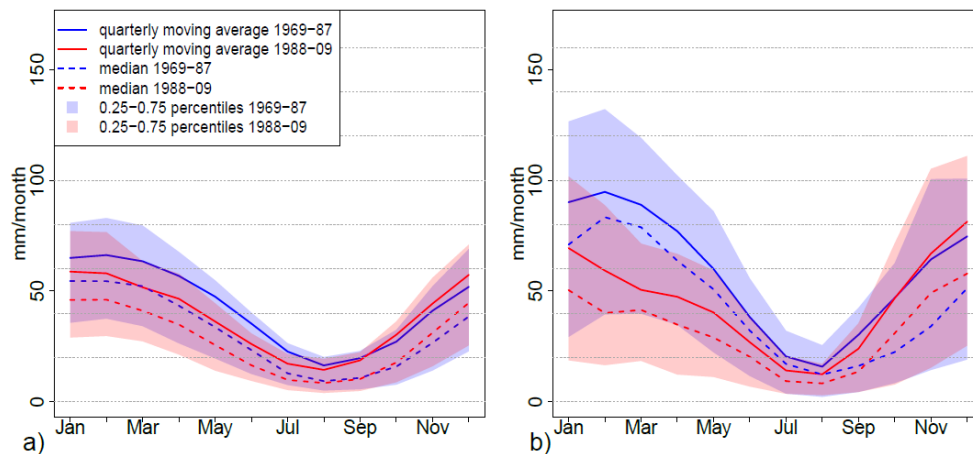 quarterly moving average 1969−87
quarterly moving average 1988−09
median 1969−87
median 1988−09
0.25−0.75 percentiles 1969−87
0.25−0.75 percentiles 1988−09
mm/month
150
100
50
0
Jan Mar May Jul Sep Nov
a)
mm/month
150
100
50
0
Jan Mar May Jul Sep Nov
b)